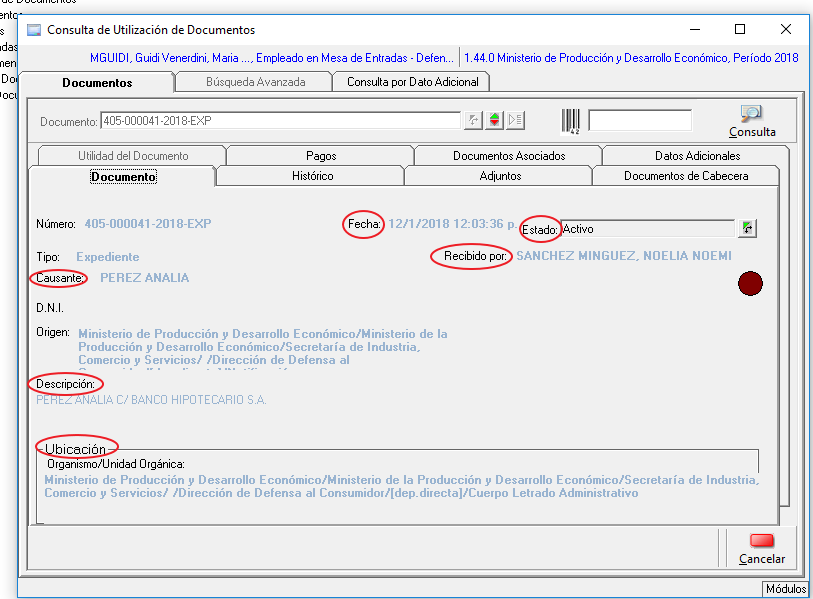 de Documentos
Consulta de Utilización de Documentos
MGUIDI, Guidi Venerdini, Maria ..., Empleado en Mesa de Entradas - Defen... 1.44.0 Ministerio de Producción y Desarrollo Económico, Período 2018
Documentos Búsqueda Avanzada Consulta por Dato Adicional
Documento: 405-000041-2018-EXP
Consulta
Utilidad del Documento Pagos Documentos Asociados Datos Adicionales
Documento Histórico Adjuntos Documentos de Cabecera
Número: 405-000041-2018-EXP Fecha: 12/1/2018 12:03:36 p. Estado: Activo
Tipo: Expediente Recibido por: SANCHEZ MINGUEZ, NOELIA NOEMI
Causante: PEREZ ANALIA
D.N.I.
Origen: Ministerio de Producción y Desarrollo Económico/Ministerio de la
Producción y Desarrollo Económico/Secretaría de Industria,
Comercio y Servicios/ /Dirección de Defensa al
Descripción:
PEREZ ANALIA C/ BANCO HIPOTECARIO S.A.
Ubicación
Organismo/Unidad Orgánica:
Ministerio de Producción y Desarrollo Económico/Ministerio de la Producción y Desarrollo Económico/Secretaría de Industria,
Comercio y Servicios/ /Dirección de Defensa al Consumidor/[dep.directa]/Cuerpo Letrado Administrativo
Cancelar
Módulos